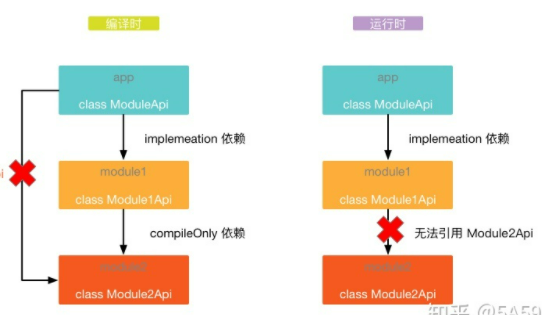 编译时
运行时
app
class ModuleApi
app
class ModuleApi
implemeation 依赖
implemeation 依赖
module1
class Module1Api
module1
class Module1Api
compileOnly 依赖
无法引用 Module2Api
class Module2Api
class Module2Api
知乎 @5A59